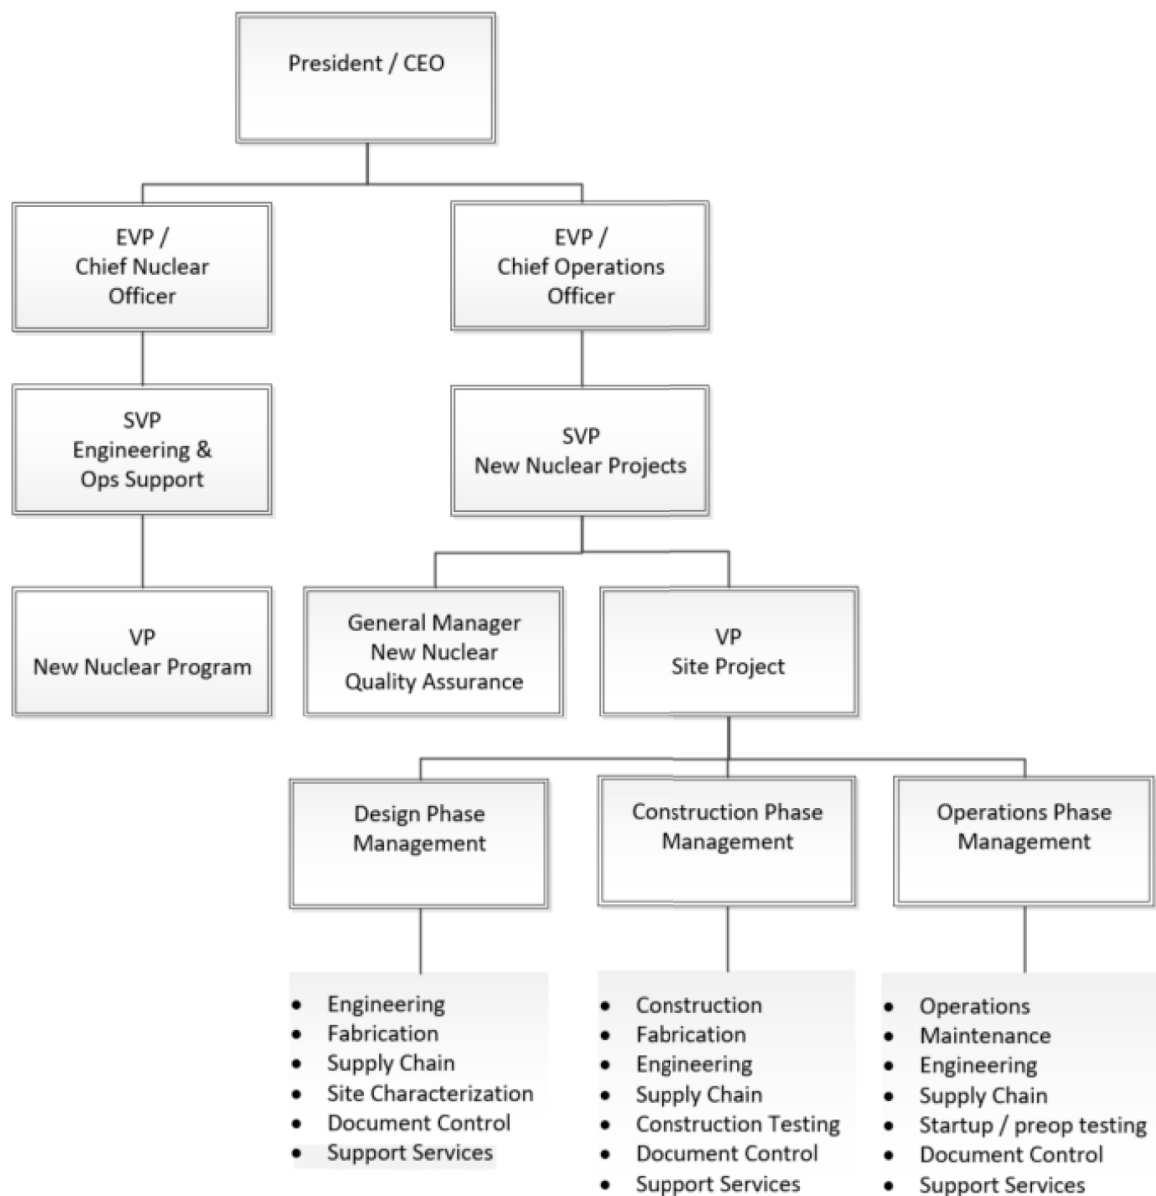 President / CEO
EVP /
Chief Nuclear
Officer
EVP /
Chief Operations
Officer
SVP
Engineering &
Ops Support
SVP
New Nuclear Projects
VP
New Nuclear Program
General Manager
New Nuclear
Quality Assurance
VP
Site Project
Design Phase
Management
Construction Phase
Management
Operations Phase
Management
• Engineering
• Fabrication
• Supply Chain
• Site Characterization
• Document Control
• Support Services
• Construction
• Fabrication
• Engineering
• Supply Chain
• Construction Testing
• Document Control
• Support Services
• Operations
• Maintenance
• Engineering
• Supply Chain
• Startup / preop testing
• Document Control
• Support Services